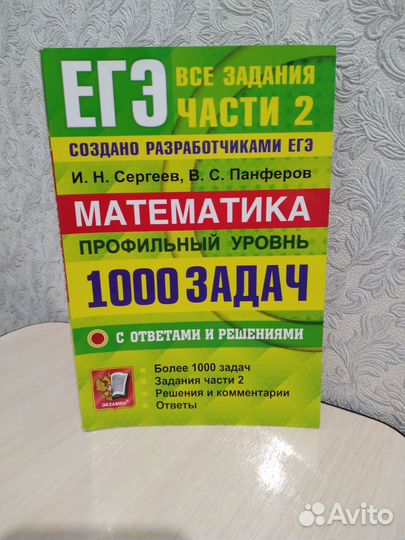 ЕГЭ
ВСЕ ЗАДАНИЯ
ЧАСТИ 2
СОЗДАНО РАЗРАБОТЧИКАМИ ЕГЭ
И. Н. Сергеев, В. С. Панферов
МАТЕМАТИКА
ПРОФИЛЬНЫЙ УРОВНЬ
1000 ЗАДАЧ
С ОТВЕТАМИ И РЕШЕНИЯМИ
Более 1000 задач
Задания части 2
Решения и комментарии
Ответы
ЭКЗАМЕН
Avito